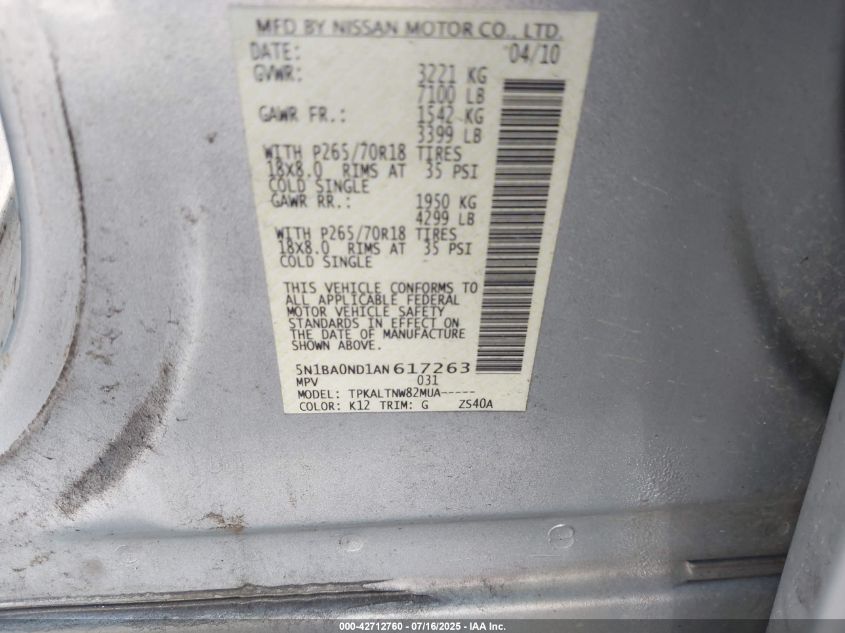 MFD BY NISSAN MOTOR CO., LTD.
DATE: 04/10
GVWR: 3221 KG
7100 LB
GAWR FR.: 1542 KG
3399 LB
WITH P265/70R18 TIRES
18X8.0 RIMS AT 35 PSI
COLD SINGLE
GAWR RR.: 1950 KG
4299 LB
WITH P265/70R18 TIRES
18X8.0 RIMS AT 35 PSI
COLD SINGLE
THIS VEHICLE CONFORMS TO
ALL APPLICABLE FEDERAL
MOTOR VEHICLE SAFETY
STANDARDS IN EFFECT ON
THE DATE OF MANUFACTURE
SHOWN ABOVE.
5N1BA0ND1AN617263
MPV 031
MODEL: TPKALTNW82MUA-----
COLOR: K12 TRIM: G ZS40A
000-42712760 - 07/16/2025 - IAA Inc.